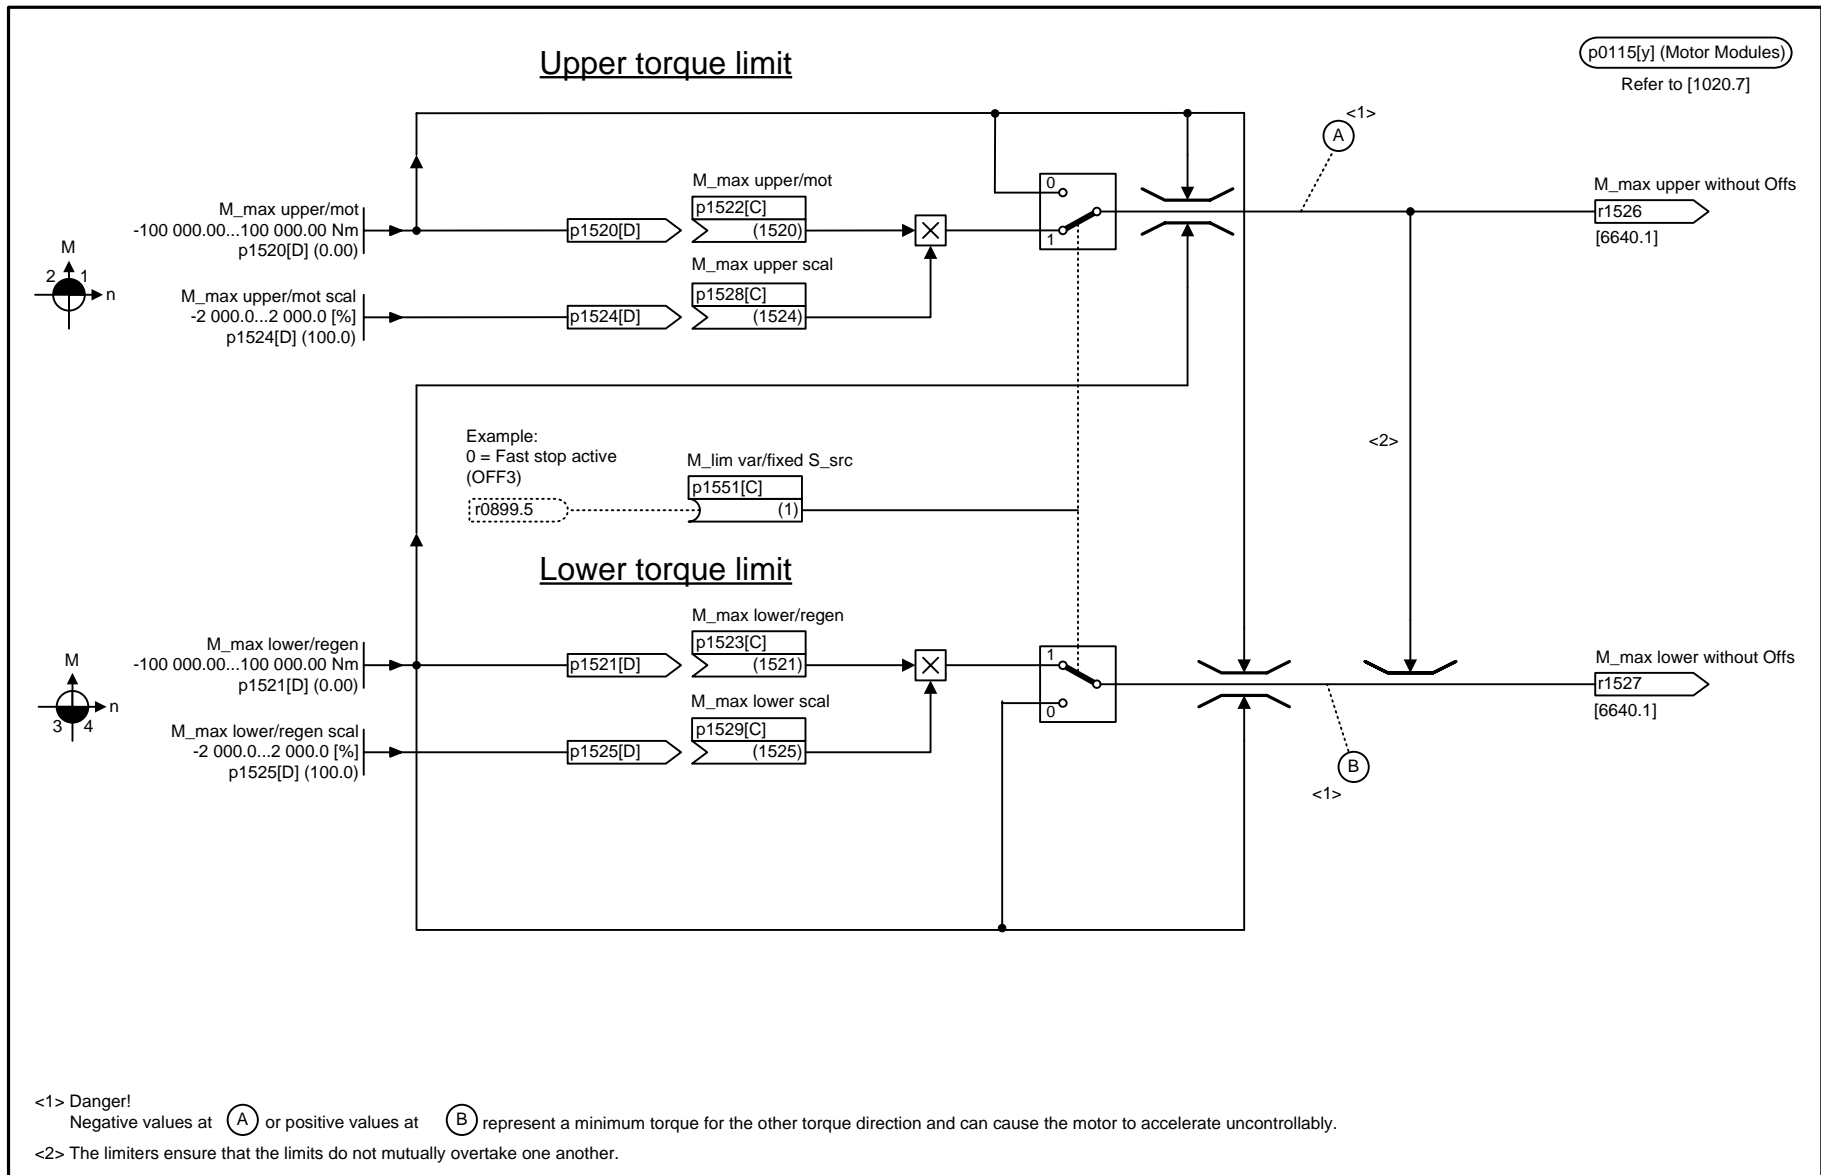 Upper torque limit
p0115[y] (Motor Modules)
Refer to [1020.7]
<1>
A
M_max upper/mot
-100 000.00...100 000.00 Nm
p1520[D] (0.00)
M
2 1
n
p1520[D]
M_max upper/mot
p1522[C]
(1520)
0
1
M_max upper without Offs
r1526
[6640.1]
M_max upper/mot scal
-2 000.0...2 000.0 [%]
p1524[D] (100.0)
p1524[D]
M_max upper scal
p1528[C]
(1524)
Example:
0 = Fast stop active
(OFF3)
r0899.5
M_lim var/fixed S_src
p1551[C]
(1)
<2>
Lower torque limit
M_max lower/regen
-100 000.00...100 000.00 Nm
p1521[D] (0.00)
M
n
3 4
p1521[D]
M_max lower/regen
p1523[C]
(1521)
1
0
M_max lower without Offs
r1527
[6640.1]
M_max lower/regen scal
-2 000.0...2 000.0 [%]
p1525[D] (100.0)
p1525[D]
M_max lower scal
p1529[C]
(1525)
B
<1>
<1> Danger!
Negative values at A or positive values at B represent a minimum torque for the other torque direction and can cause the motor to accelerate uncontrollably.
<2> The limiters ensure that the limits do not mutually overtake one another.